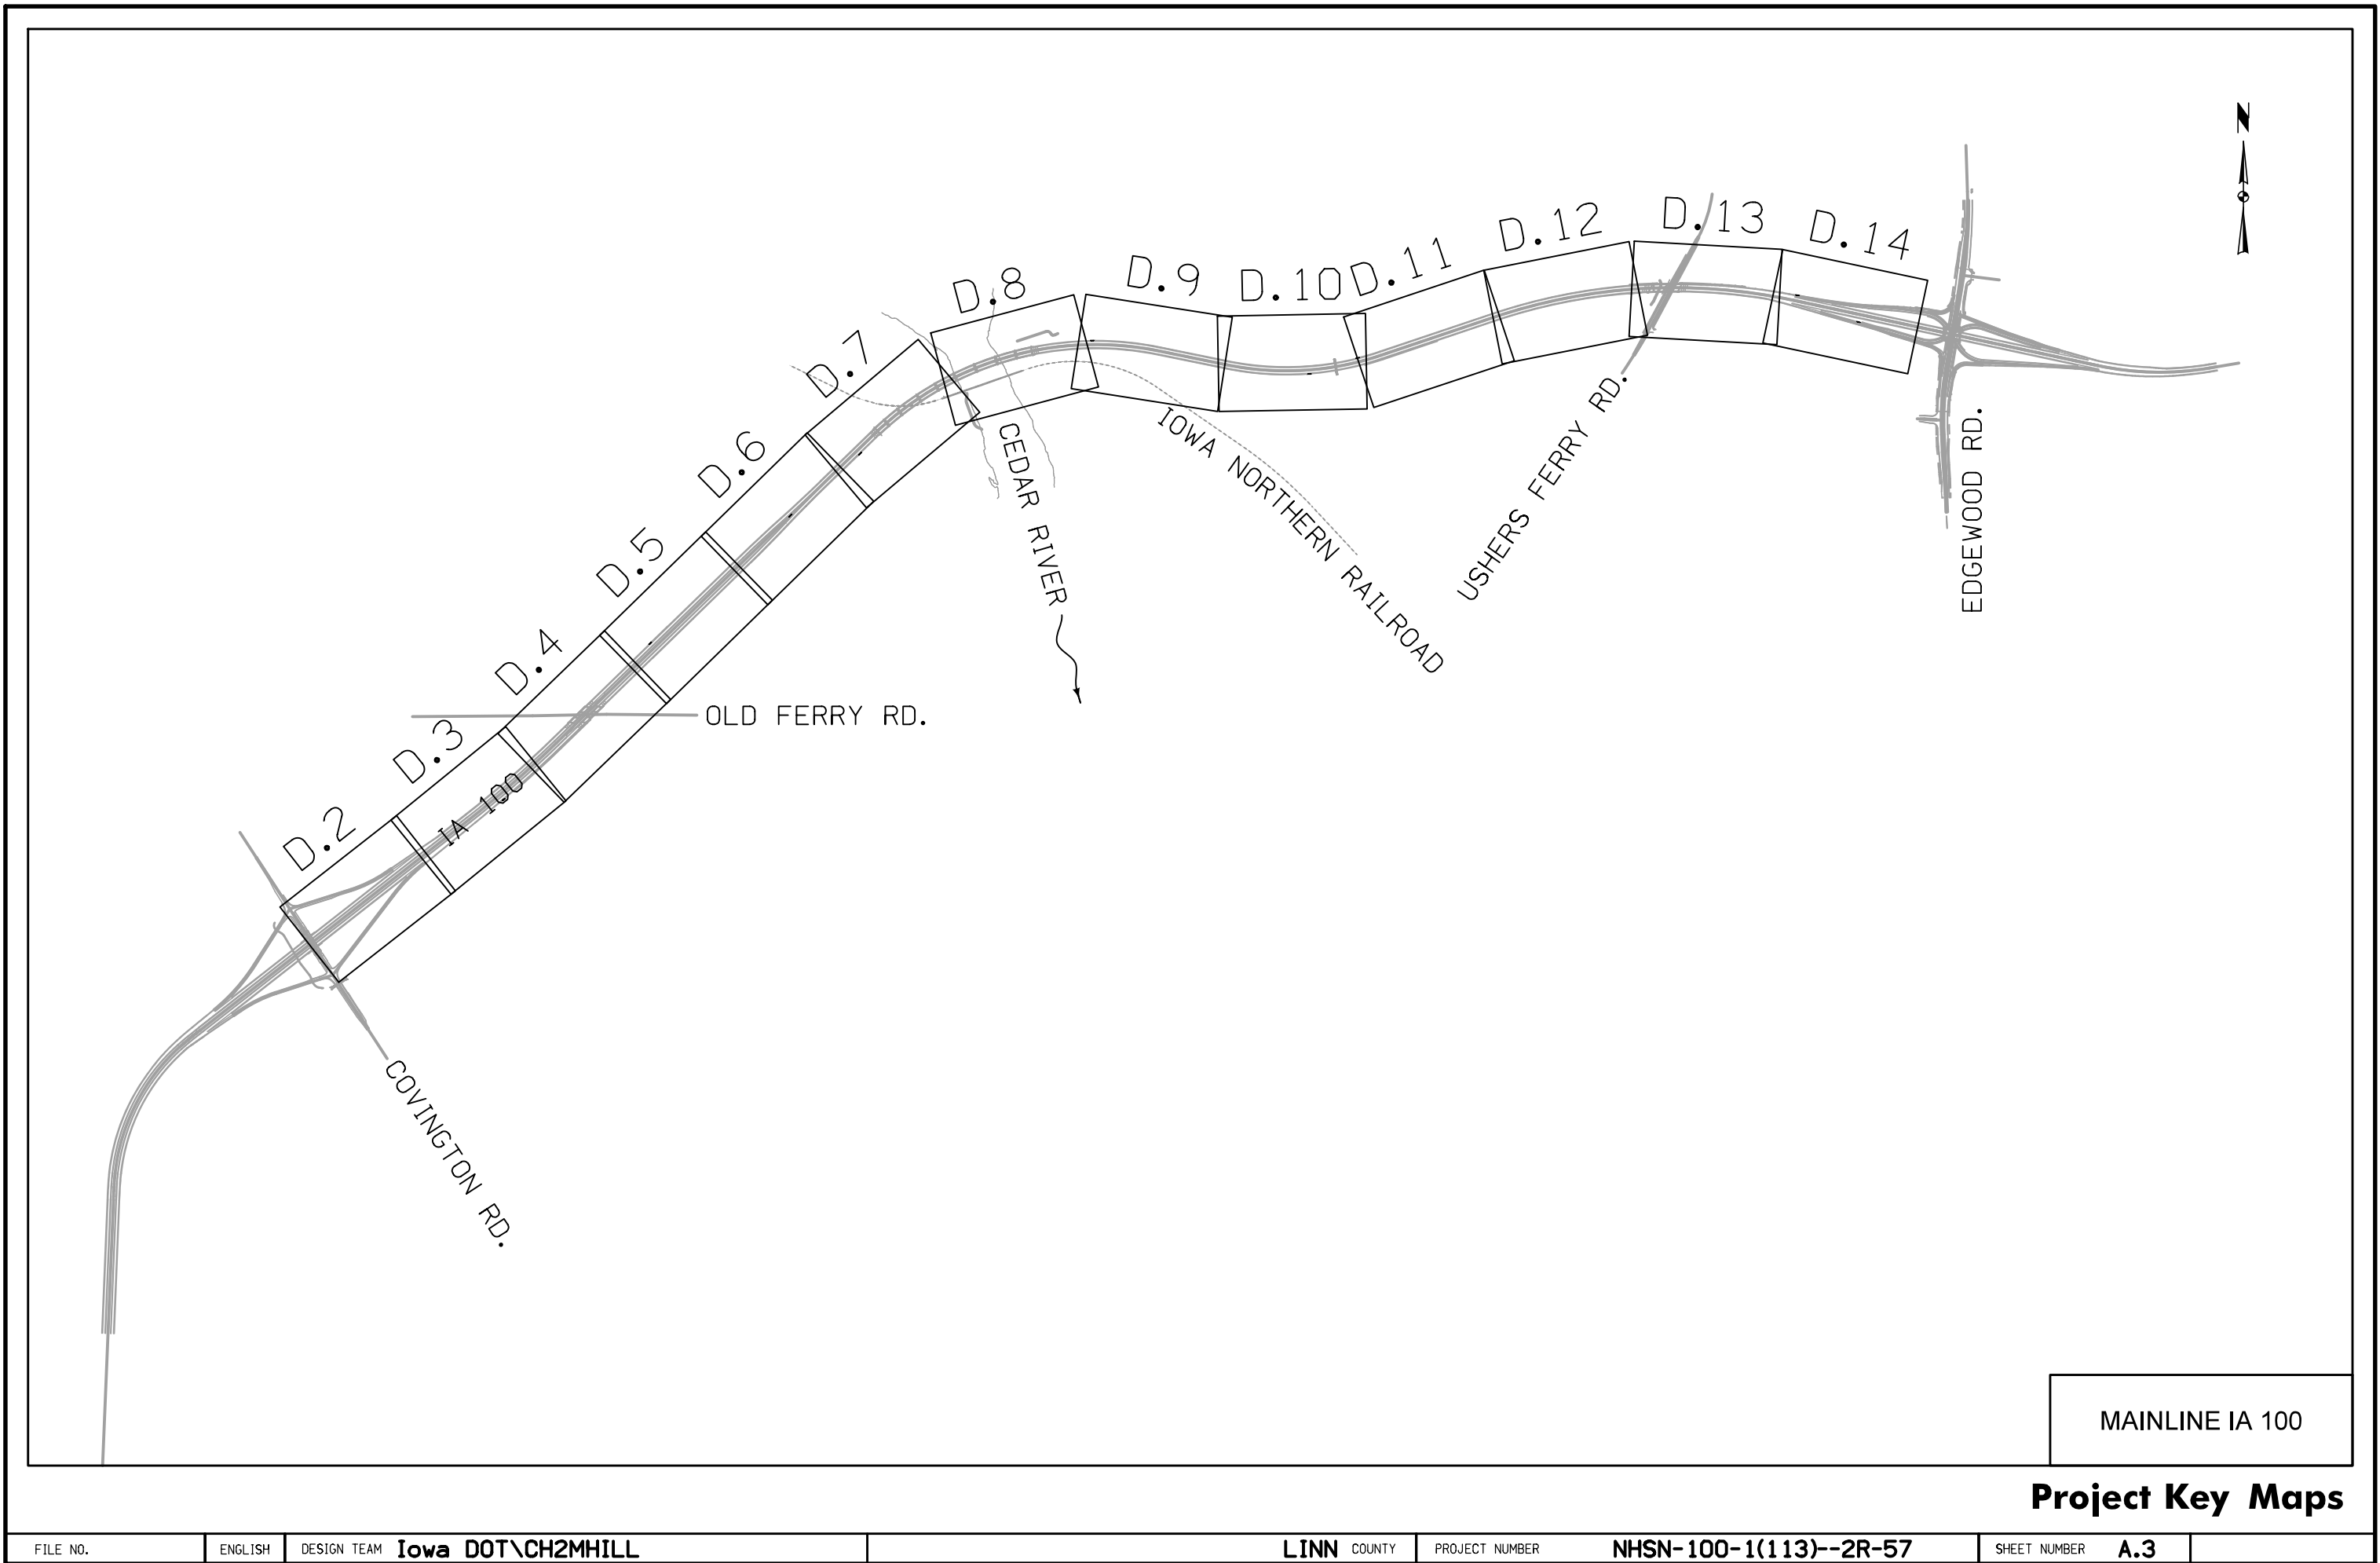 N
D.13
D.14
D.12
D.11
D.10
D.9
D.8
D.7
D.6
D.5
D.4
D.3
D.2
CEDAR RIVER
IOWA NORTHERN RAILROAD
USHERS FERRY RD.
EDGEWOOD RD.
OLD FERRY RD.
IA 100
COVINGTON RD.
MAINLINE IA 100
Project Key Maps
FILE NO. ENGLISH DESIGN TEAM Iowa DOT\CH2MHILL LINN COUNTY PROJECT NUMBER NHSN-100-1(113)--2R-57 SHEET NUMBER A.3